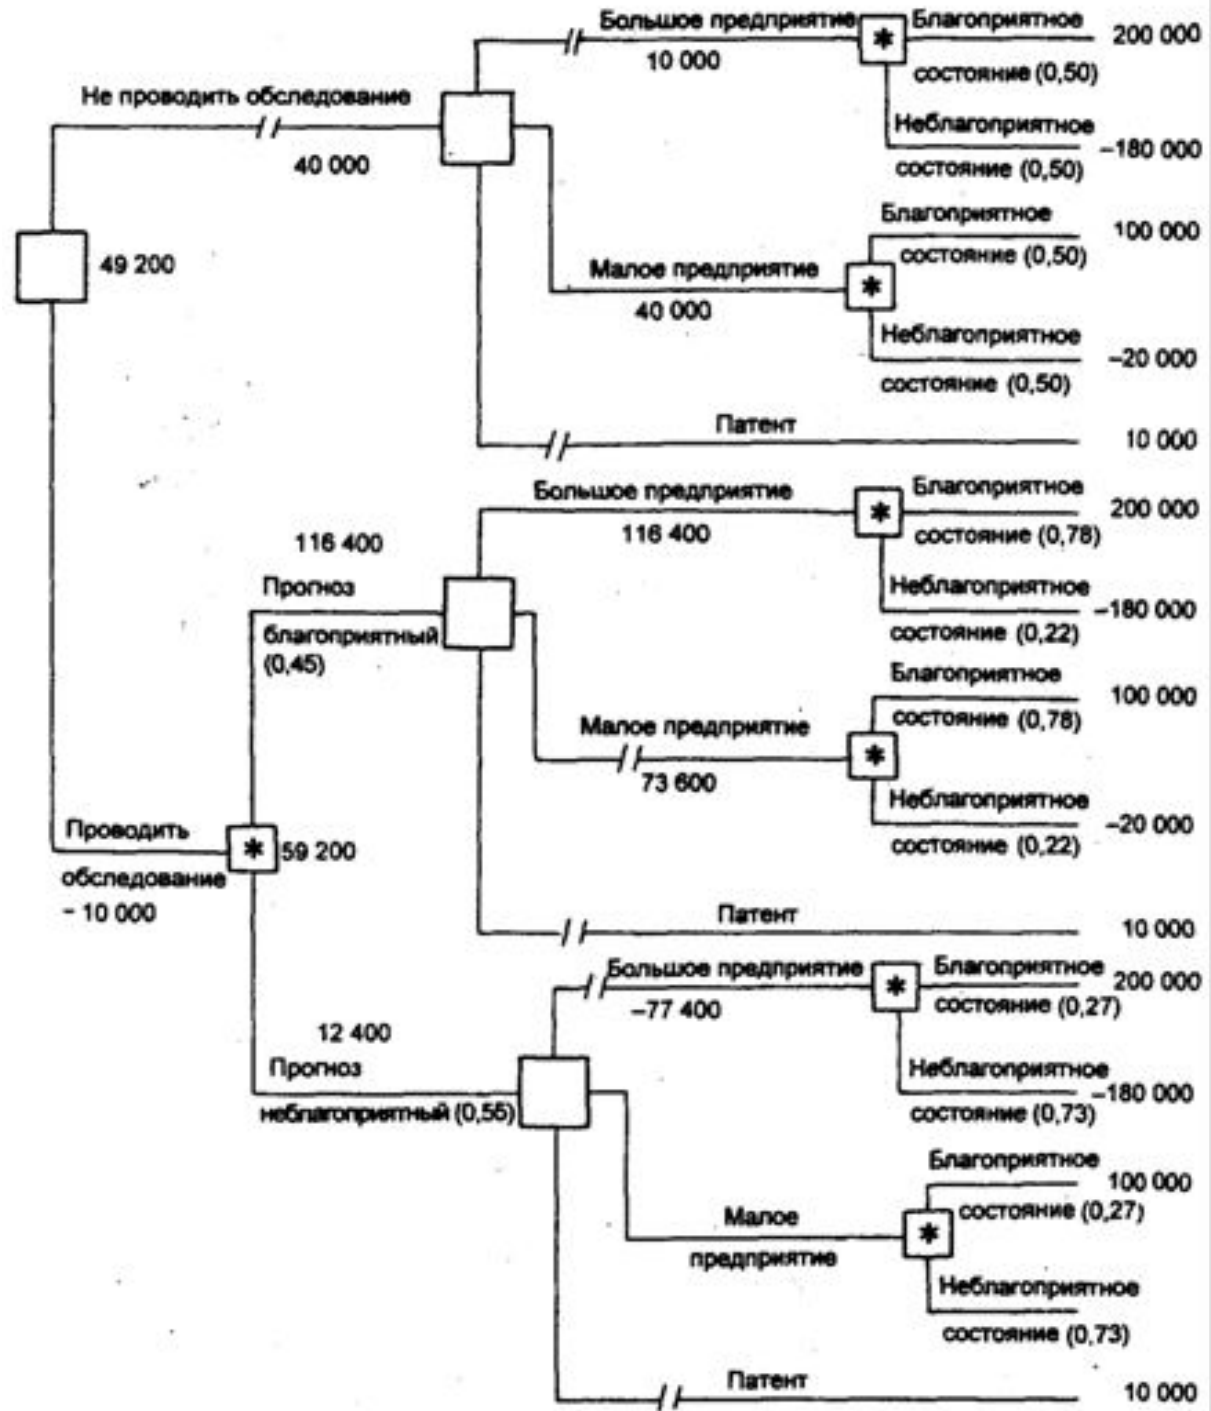 Большое предприятие
10 000
Благоприятное
состояние (0,50)
200 000
Неблагоприятное
состояние (0,50)
–180 000
Не проводить обследование
40 000
Благоприятное
состояние (0,50)
100 000
Малое предприятие
40 000
Неблагоприятное
состояние (0,50)
–20 000
49 200
Патент
10 000
Большое предприятие
116 400
Благоприятное
состояние (0,78)
200 000
Неблагоприятное
состояние (0,22)
–180 000
116 400
Прогноз
благоприятный
(0,45)
Благоприятное
состояние (0,78)
100 000
Малое предприятие
73 600
Неблагоприятное
состояние (0,22)
–20 000
Проводить
обследование
- 10 000
59 200
Патент
10 000
Большое предприятие
–77 400
Благоприятное
состояние (0,27)
200 000
Неблагоприятное
состояние (0,73)
–180 000
12 400
Прогноз
неблагоприятный (0,55)
Благоприятное
состояние (0,27)
100 000
Малое
предприятие
Неблагоприятное
состояние (0,73)
Патент
10 000